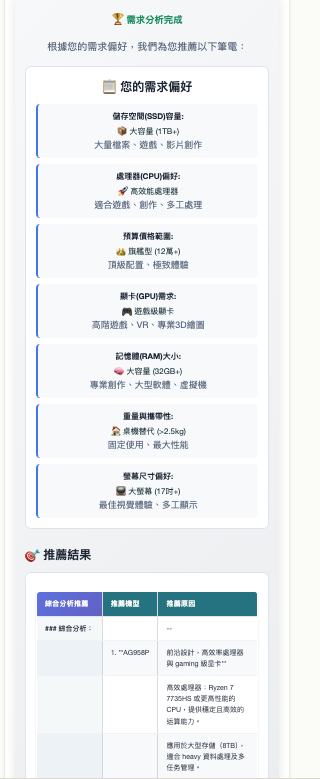 🏆 需求分析完成
根據您的需求偏好，我們為您推薦以下筆電：
📋 您的需求偏好
儲存空間(SSD)容量:
📦 大容量 (1TB+)
大量檔案、遊戲、影片創作
處理器(CPU)偏好:
🚀 高效能處理器
適合遊戲、創作、多工處理
預算價格範圍:
👑 旗艦型 (12萬+)
頂級配置、極致體驗
顯卡(GPU)需求:
🎮 遊戲級顯卡
高階遊戲、VR、專業3D繪圖
記憶體(RAM)大小:
🧠 大容量 (32GB+)
專業創作、大型軟體、虛擬機
重量與攜帶性:
🏠 桌機替代 (>2.5kg)
固定使用、最大性能
螢幕尺寸偏好:
🖥 大螢幕 (17吋+)
最佳視覺體驗、多工顯示
🎯 推薦結果
綜合分析推薦 推薦機型 推薦原因
### 綜合分析： --
1. **AG958P 前沿設計，高效率處理器
與 gaming 級显卡**
高效處理器：Ryzen 7
7735HS 或更高性能的
CPU，提供穩定且高效的
运算能力。
應用於大型存儲（8TB），
適合 heavy 資料處理及多
任务管理。